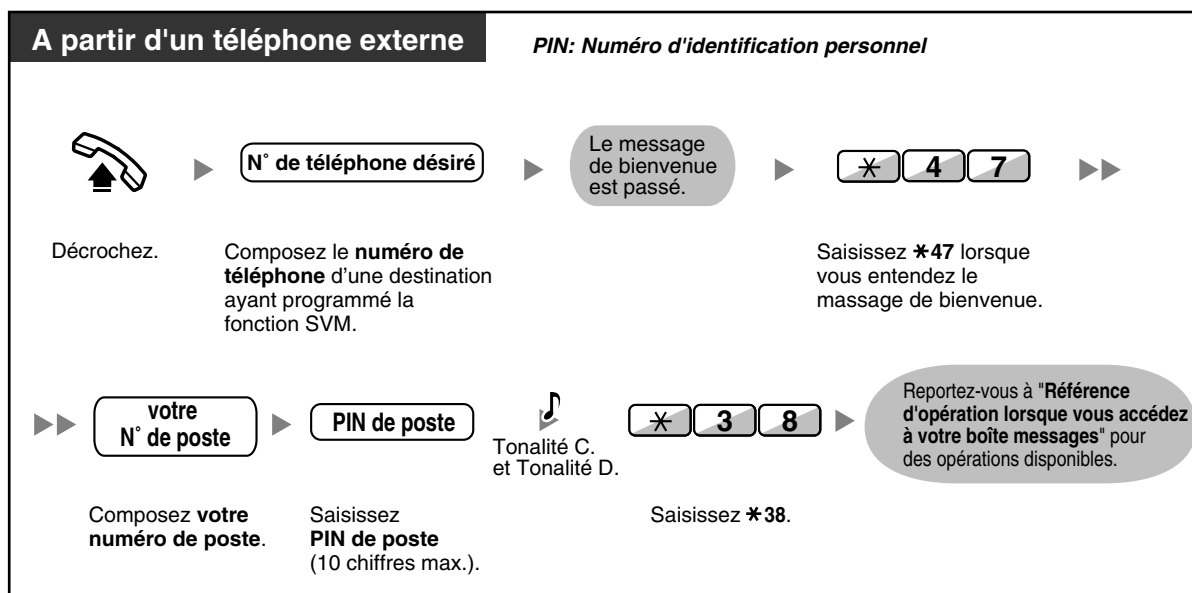 A partir d'un téléphone externe
PIN: Numéro d'identification personnel
N° de téléphone désiré
Le message
de bienvenue
est passé.
* 4 7
Décrochez.
Composez le numéro de
téléphone d'une destination
ayant programmé la
fonction SVM.
Saisissez *47 lorsque
vous entendez le
massage de bienvenue.
votre
N° de poste
PIN de poste
Tonalité C.
et Tonalité D.
* 3 8
Reportez-vous à "Référence
d'opération lorsque vous accédez
à votre boîte messages" pour
des opérations disponibles.
Composez votre
numéro de poste.
Saisissez
PIN de poste
(10 chiffres max.).
Saisissez *38.